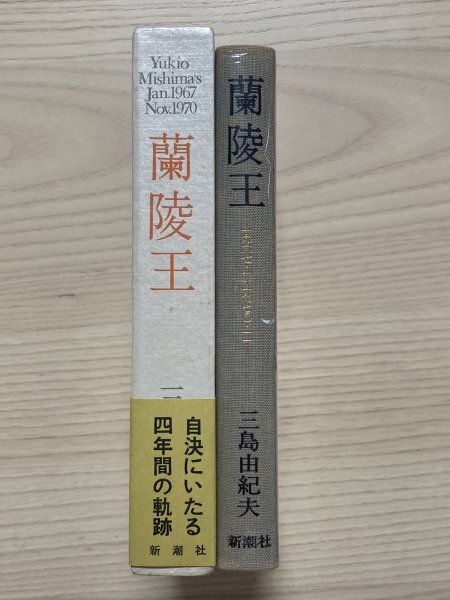 Yukio
Mishima's
Jan.1967
Nov.1970
蘭陵王
自決にいたる
四年間の軌跡
新潮社
蘭陵王
三島由紀夫
新潮社